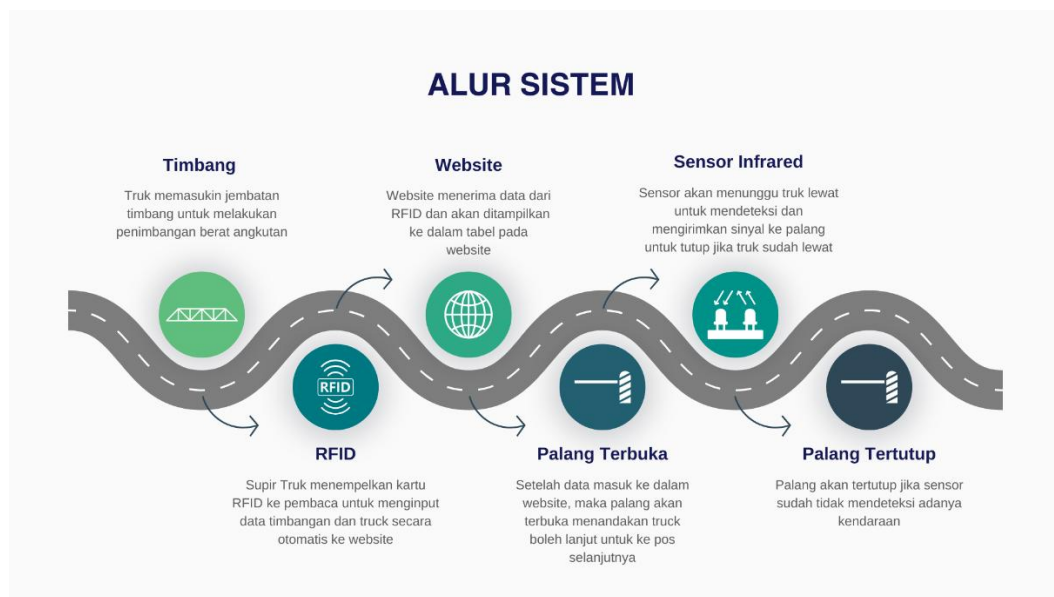 ALUR SISTEM
Timbang
Truk memasukin jembatan
timbang untuk melakukan
penimbangan berat angkutan
RFID
RFID
Supir Truk menempelkan kartu
RFID ke pembaca untuk menginput
data timbangan dan truck secara
otomatis ke website
Website
Website menerima data dari
RFID dan akan ditampilkan
ke dalam tabel pada
website
Palang Terbuka
Setelah data masuk ke dalam
website, maka palang akan
terbuka menandakan truck
boleh lanjut untuk ke pos
selanjutnya
Sensor Infrared
Sensor akan menunggu truk lewat
untuk mendeteksi dan
mengirimkan sinyal ke palang
untuk tutup jika truk sudah lewat
Palang Tertutup
Palang akan tertutup jika sensor
sudah tidak mendeteksi adanya
kendaraan